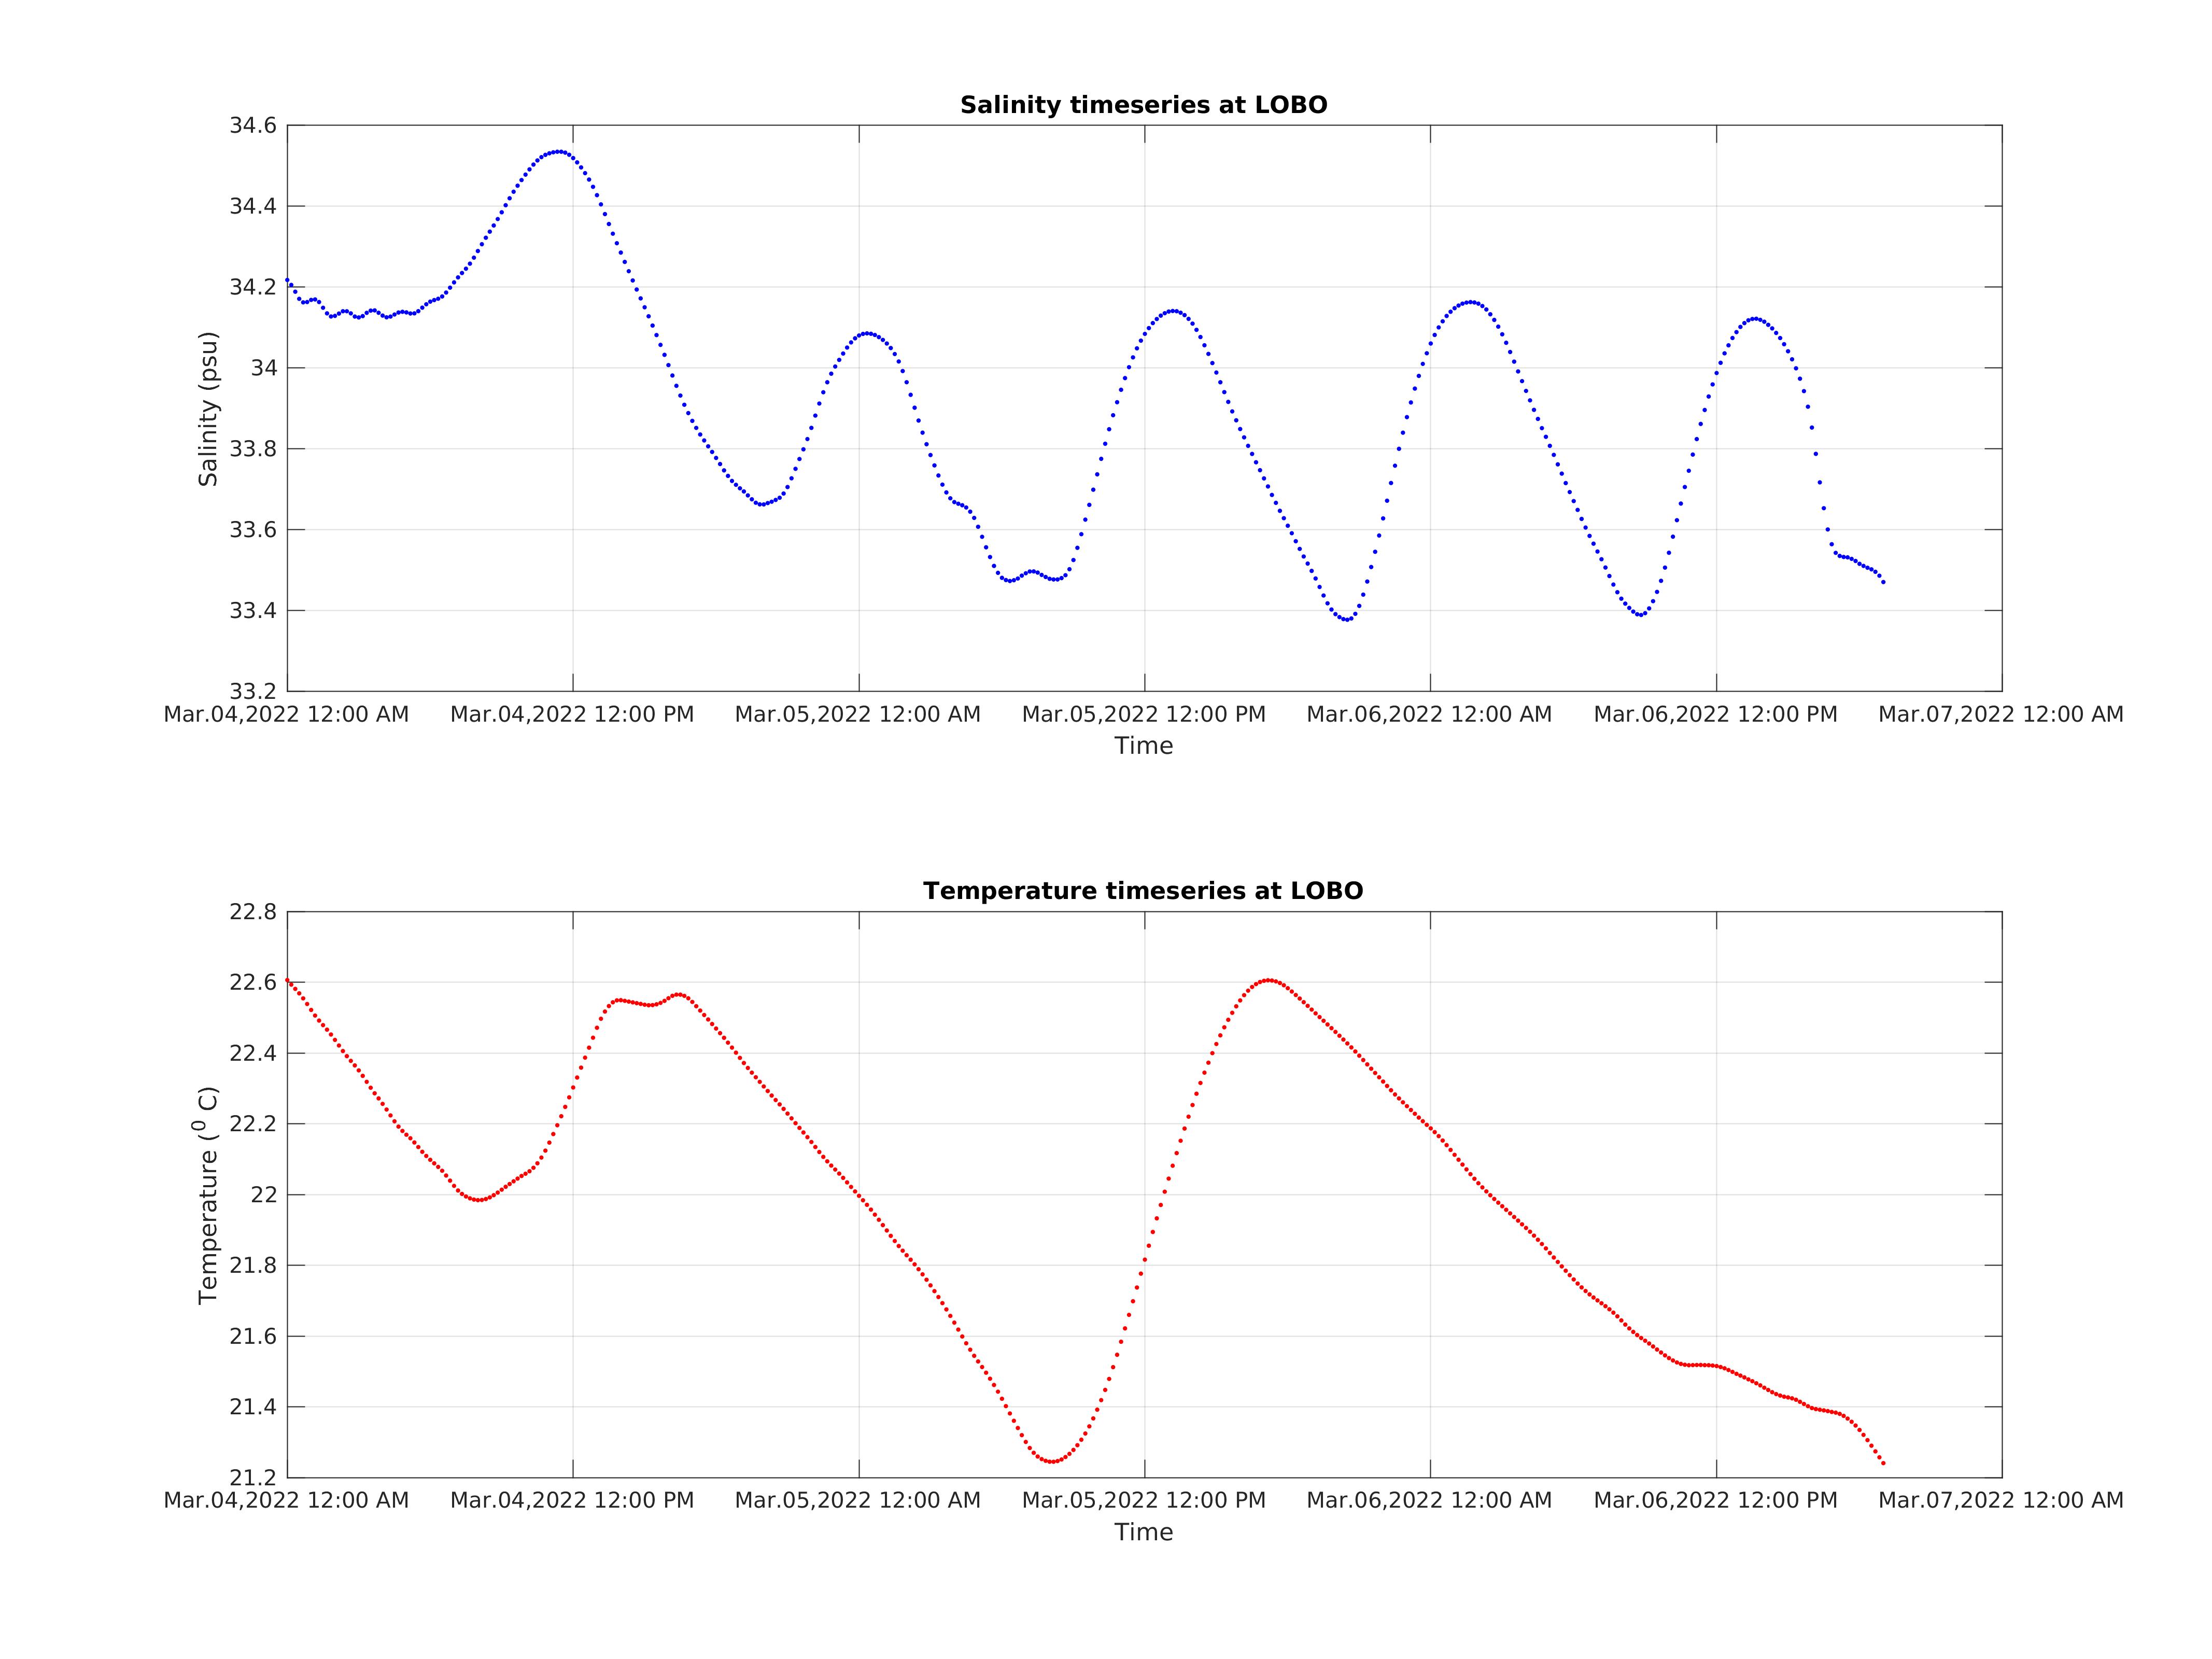 Salinity timeseries at LOBO
34.6
34.4
34.2
34
33.8
33.6
33.4
33.2
Salinity (psu)
Mar.04,2022 12:00 AM Mar.04,2022 12:00 PM Mar.05,2022 12:00 AM Mar.05,2022 12:00 PM Mar.06,2022 12:00 AM Mar.06,2022 12:00 PM Mar.07,2022 12:00 AM
Time
Temperature timeseries at LOBO
22.8
22.6
22.4
22.2
22
21.8
21.6
21.4
21.2
Temperature (⁰ C)
Mar.04,2022 12:00 AM Mar.04,2022 12:00 PM Mar.05,2022 12:00 AM Mar.05,2022 12:00 PM Mar.06,2022 12:00 AM Mar.06,2022 12:00 PM Mar.07,2022 12:00 AM
Time